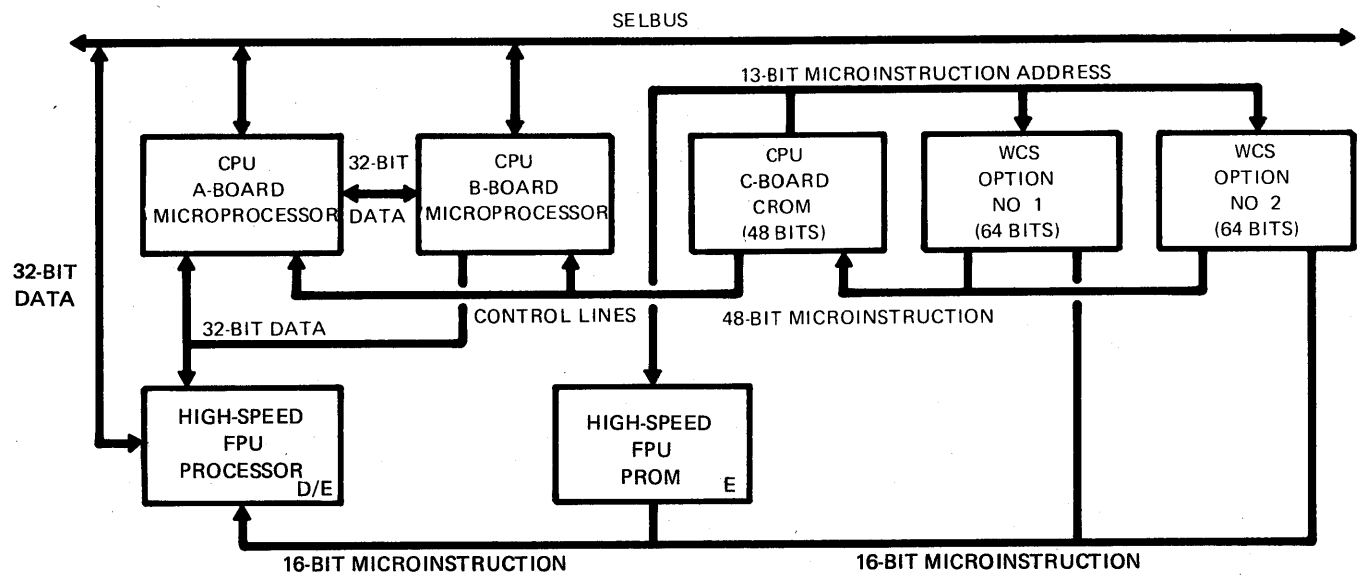 SELBUS
13-BIT MICROINSTRUCTION ADDRESS
CPU
A-BOARD
MICROPROCESSOR
32-BIT
DATA
CPU
B-BOARD
MICROPROCESSOR
CPU
C-BOARD
CROM
(48 BITS)
WCS
OPTION
NO 1
(64 BITS)
WCS
OPTION
NO 2
(64 BITS)
32-BIT
DATA
32-BIT DATA
CONTROL LINES
48-BIT MICROINSTRUCTION
HIGH-SPEED
FPU
PROCESSOR
D/E
HIGH-SPEED
FPU
PROM
E
16-BIT MICROINSTRUCTION
16-BIT MICROINSTRUCTION